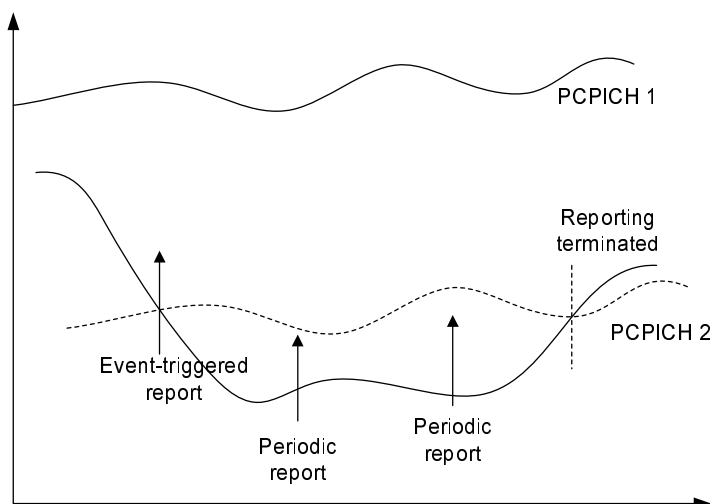 PCPICH 1
Reporting
terminated
PCPICH 2
Event-triggered
report
Periodic
report
Periodic
report